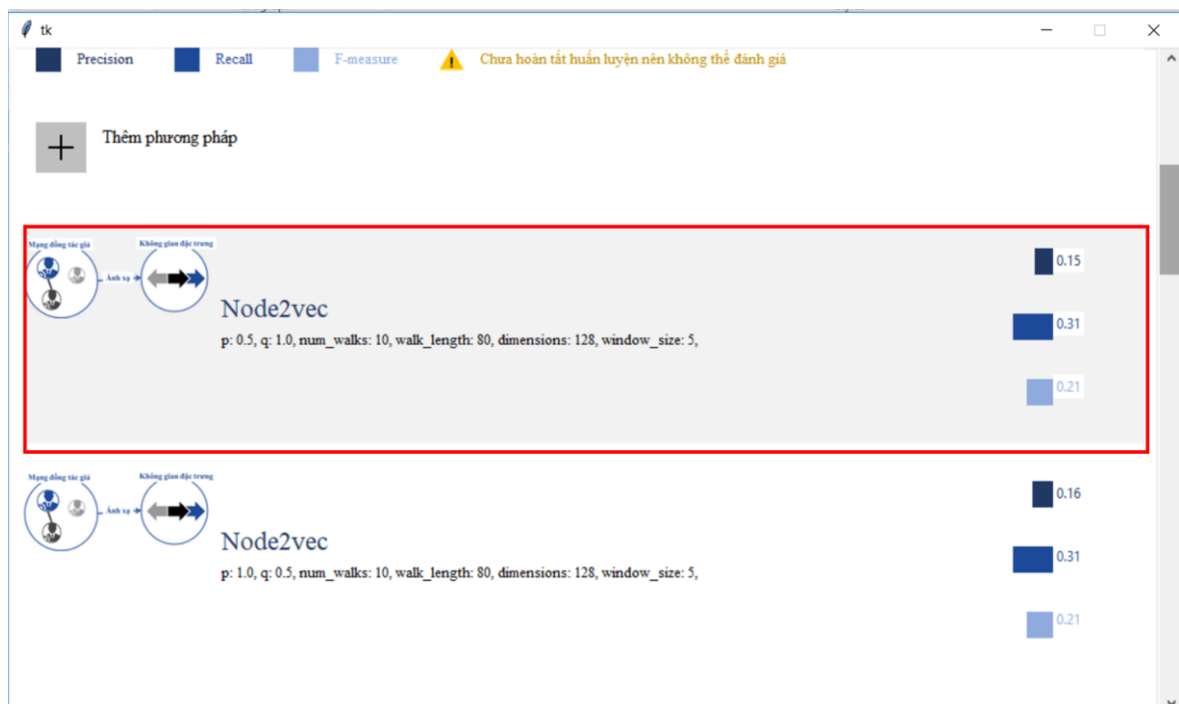 tk
Precision Recall F-measure Chưa hoàn tất huấn luyện nên không thể đánh giá
Thêm phương pháp
Mạng đồng tác giả Không gian đặc trưng
Ánh xạ
0.15
Node2vec
0.31
p: 0.5, q: 1.0, num_walks: 10, walk_length: 80, dimensions: 128, window_size: 5,
0.21
Mạng đồng tác giả Không gian đặc trưng
Ánh xạ
0.16
Node2vec
0.31
p: 1.0, q: 0.5, num_walks: 10, walk_length: 80, dimensions: 128, window_size: 5,
0.21